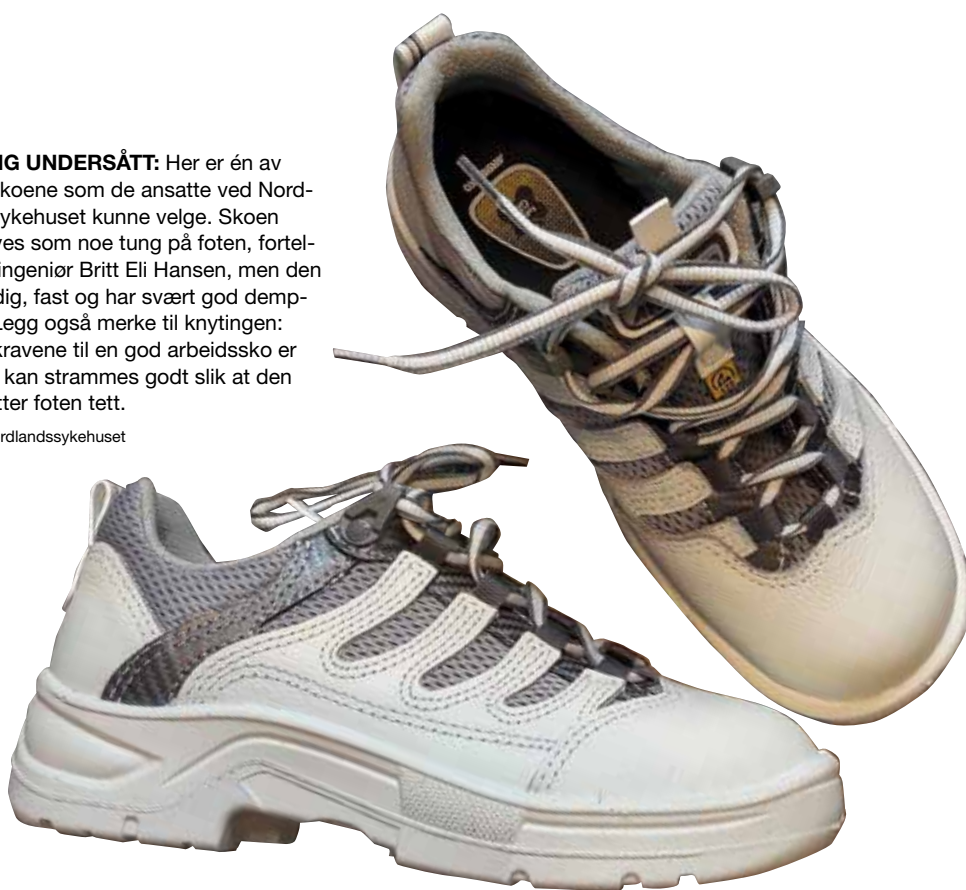 IG UNDERSÅTT: Her er én av
koene som de ansatte ved Nord-
ykehuset kunne velge. Skoen
ves som noe tung på foten, fortel-
ingeniør Britt Eli Hansen, men den
dig, fast og har svært god demp-
egg også merke til knytingen:
kravene til en god arbeidssko er
kan strammes godt slik at den
tter foten tett.
rdlandssykehuset